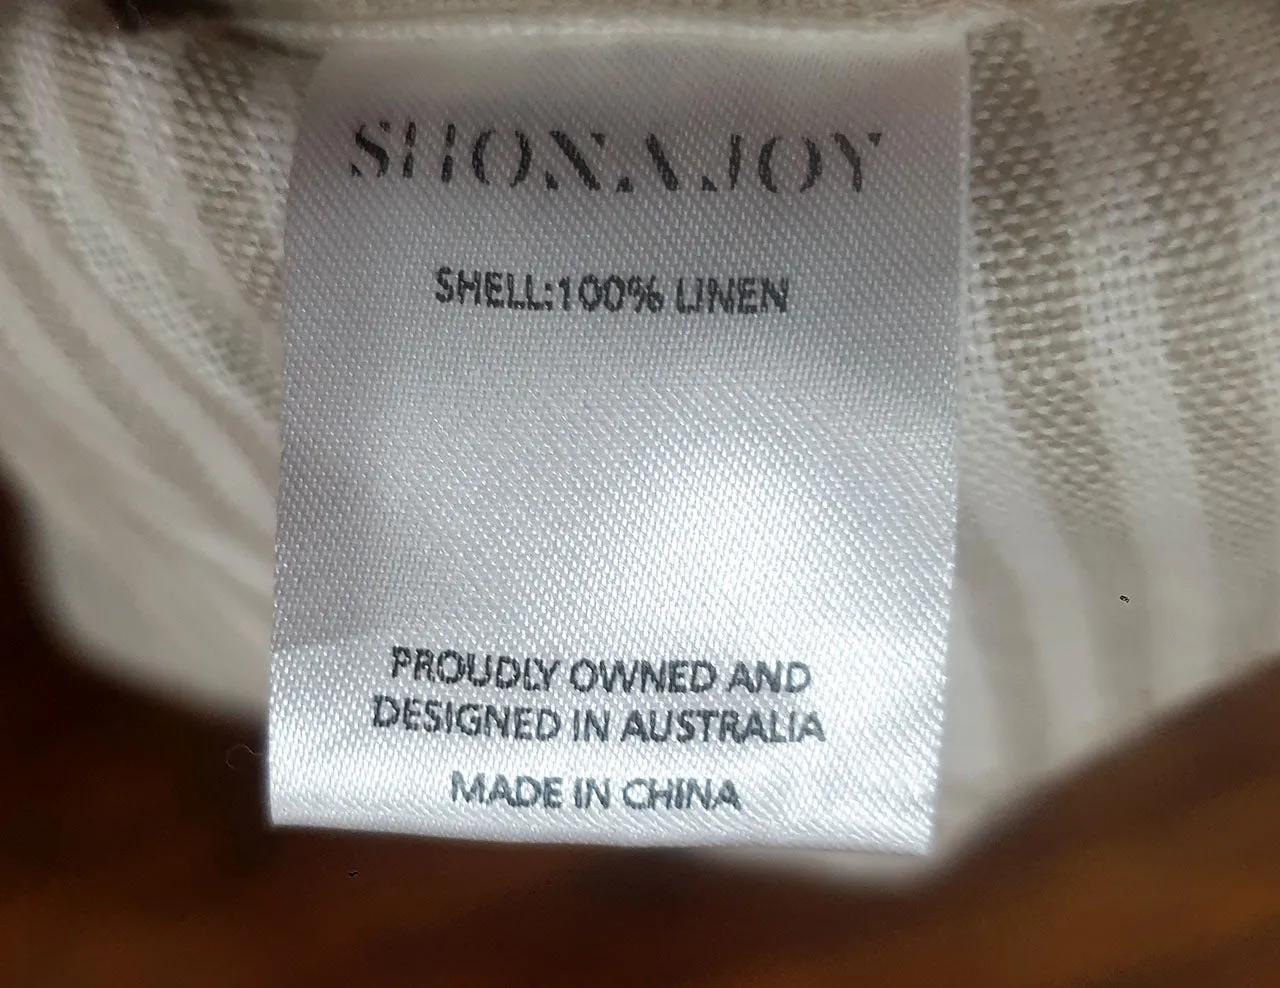 SHONA JOY
SHELL:100% LINEN
PROUDLY OWNED AND
DESIGNED IN AUSTRALIA
MADE IN CHINA